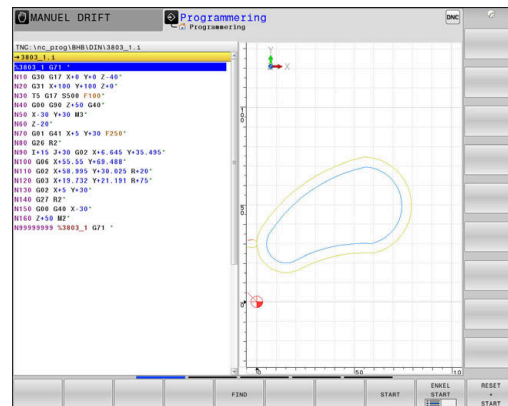 MANUEL DRIFT
Programmering
Programmering
DNC
TNC:\nc_prog\BHB\DIN\3803_1.i
→3803_1.i
%3803_1 G71 *
N10 G30 G17 X+0 Y+0 Z-40*
N20 G31 X+100 Y+100 Z+0*
N30 T5 G17 S500 F100*
N40 G00 G90 Z+50 G40*
N50 X-30 Y+30 M3*
N60 Z-20*
N70 G01 G41 X+5 Y+30 F250*
N80 G26 R2*
N90 I+15 J+30 G02 X+6.645 Y+35.495*
N100 G06 X+55.55 Y+69.488*
N110 G02 X+58.995 Y+30.025 R+20*
N120 G03 X+19.732 Y+21.191 R+75*
N130 G02 X+5 Y+30*
N140 G27 R2*
N150 G00 G40 X-30*
N160 Z+50 M2*
N99999999 %3803_1 G71 *
Y
X
100
50
0
0
50
10
FIND
START
ENKEL
START
RESET
+
START